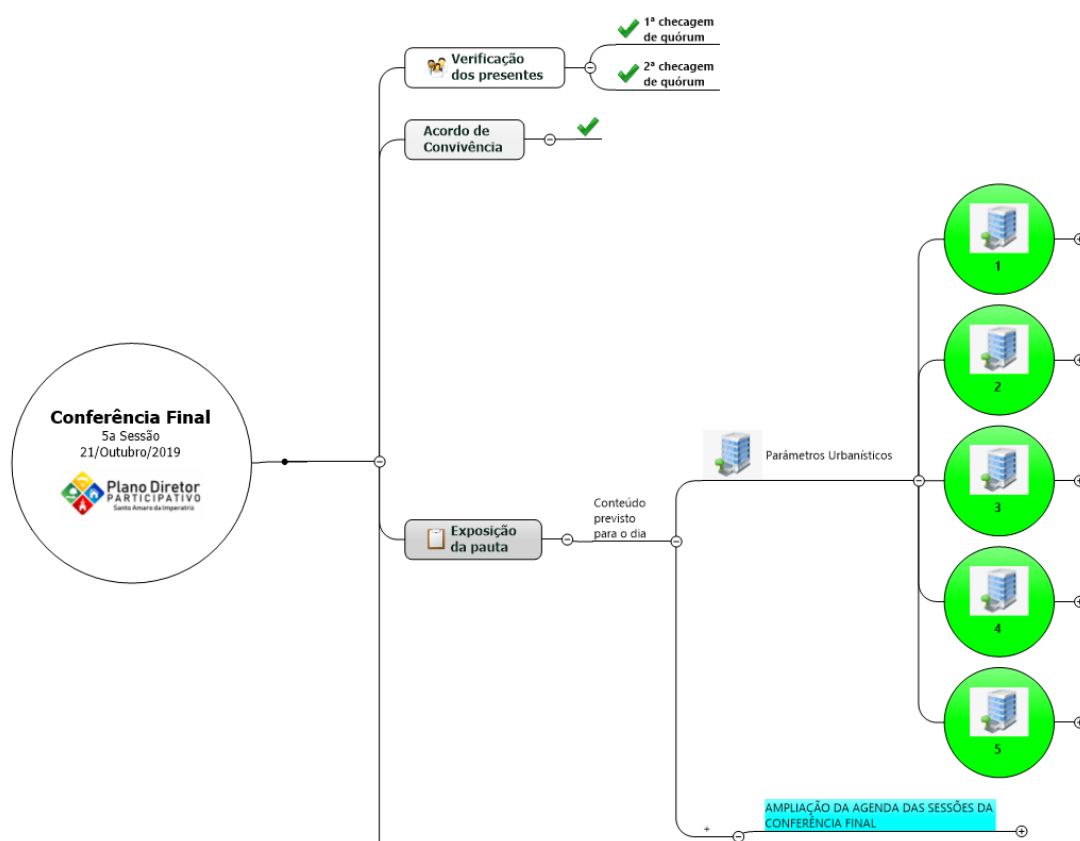 Conferência Final
5a Sessão
21/Outubro/2019
Plano Diretor
PARTICIPATIVO
Santo Amaro da Imperatriz
Verificação
dos presentes
1ª checagem
de quórum
2ª checagem
de quórum
Acordo de
Convivência
Exposição
da pauta
Conteúdo
previsto
para o dia
Parâmetros Urbanísticos
1
2
3
4
5
+
AMPLIAÇÃO DA AGENDA DAS SESSÕES DA
CONFERÊNCIA FINAL